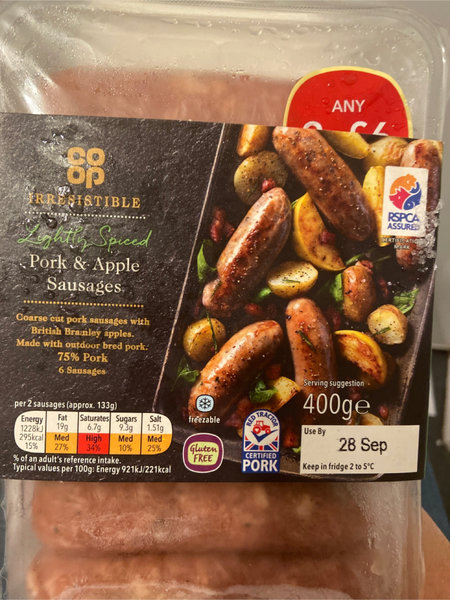 ANY
CO
OP
IRRESISTIBLE
Lightly Spiced
Pork & Apple
Sausages
Coarse cut pork sausages with
British Bramley apples.
Made with outdoor bred pork.
75% Pork
6 Sausages
RSPCA
ASSURED
per 2 sausages (approx. 133g)
Energy Fat Saturates Sugars Salt
1228kJ 19g 6.7g 9.3g 1.51g
295kcal Med High Med Med
15% 27% 34% 10% 25%
% of an adult's reference intake.
Typical values per 100g: Energy 921kJ/221kcal
freezable
Gluten
FREE
RED TRACTOR
CERTIFIED
PORK
Serving suggestion
400g℮
Use By
28 Sep
Keep in fridge 2 to 5°C